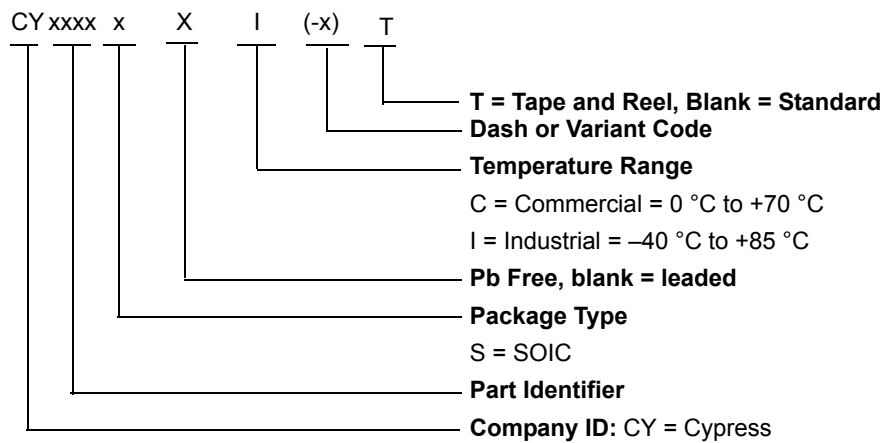 CY xxxx x X I (-x) T
T = Tape and Reel, Blank = Standard
Dash or Variant Code
Temperature Range
C = Commercial = 0 °C to +70 °C
I = Industrial = –40 °C to +85 °C
Pb Free, blank = leaded
Package Type
S = SOIC
Part Identifier
Company ID: CY = Cypress